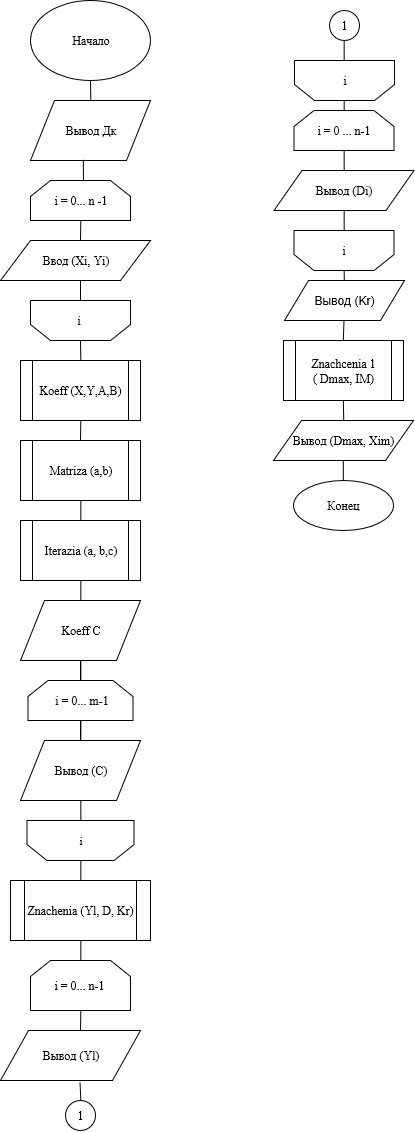 Начало
Вывод Дк
i = 0... n -1
Ввод (Xi, Yi)
i
Koeff (X,Y,A,B)
Matriza (a,b)
Iterazia (a, b,c)
Koeff C
i = 0... m-1
Вывод (C)
i
Znachenia (Yl, D, Kr)
i = 0... n-1
Вывод (Yl)
1
1
i
i = 0 ... n-1
Вывод (Di)
i
Вывод (Kr)
Znachcenia 1
( Dmax, IM)
Вывод (Dmax, Xim)
Конец